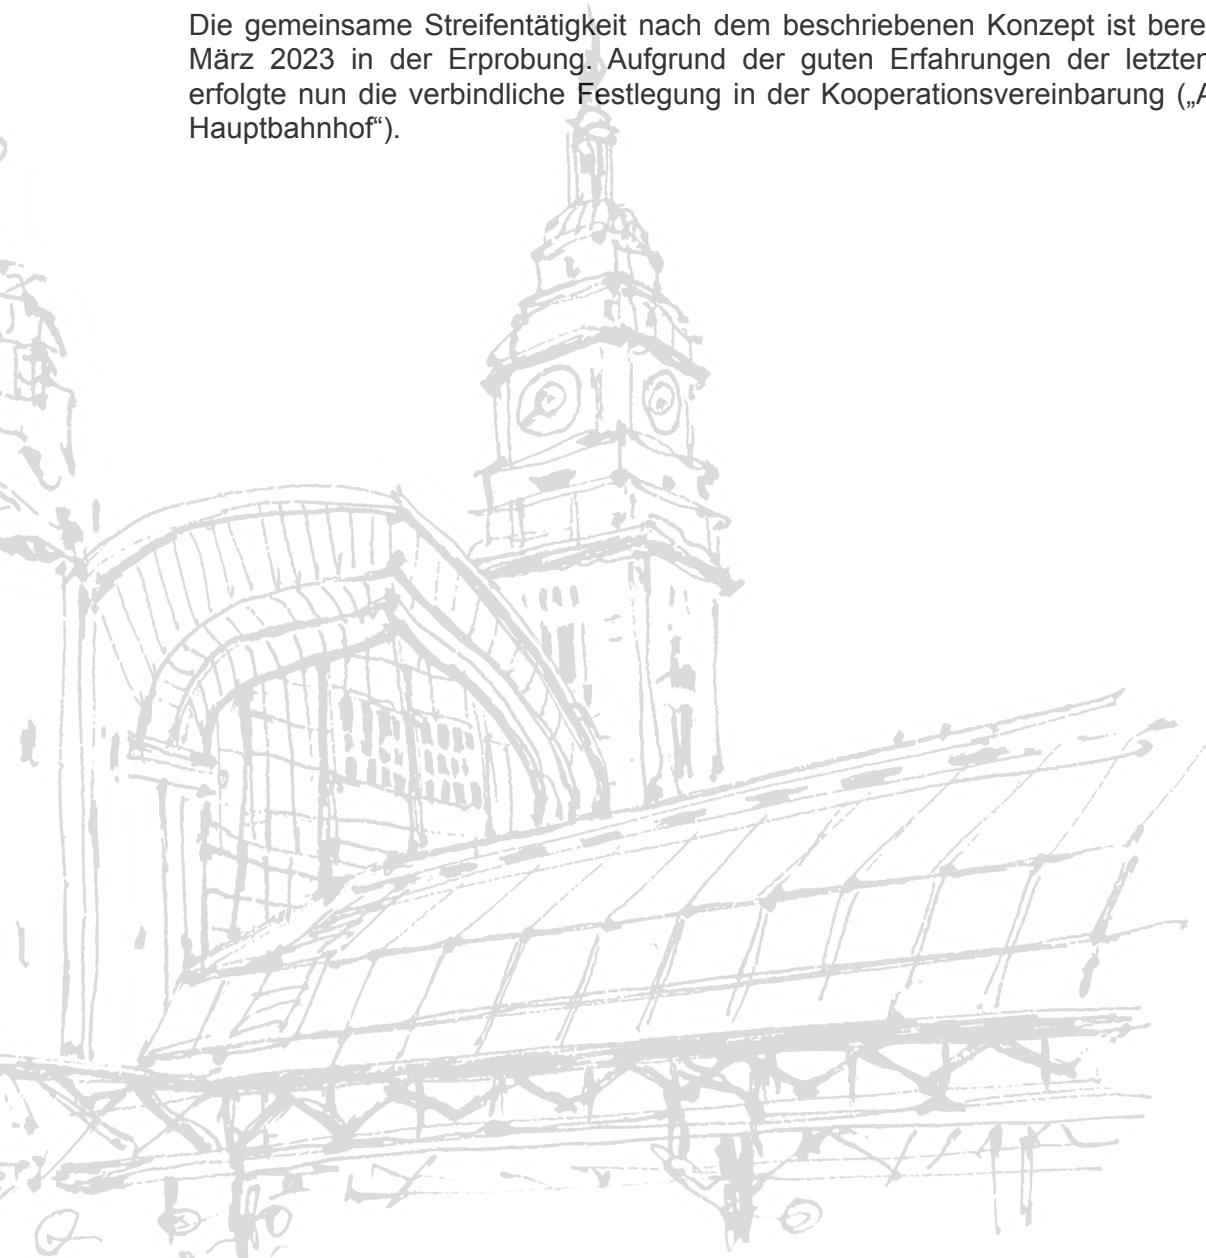 Die gemeinsame Streifentätigkeit nach dem beschriebenen Konzept ist bere
März 2023 in der Erprobung. Aufgrund der guten Erfahrungen der letzter
erfolgte nun die verbindliche Festlegung in der Kooperationsvereinbarung („A
Hauptbahnhof“).